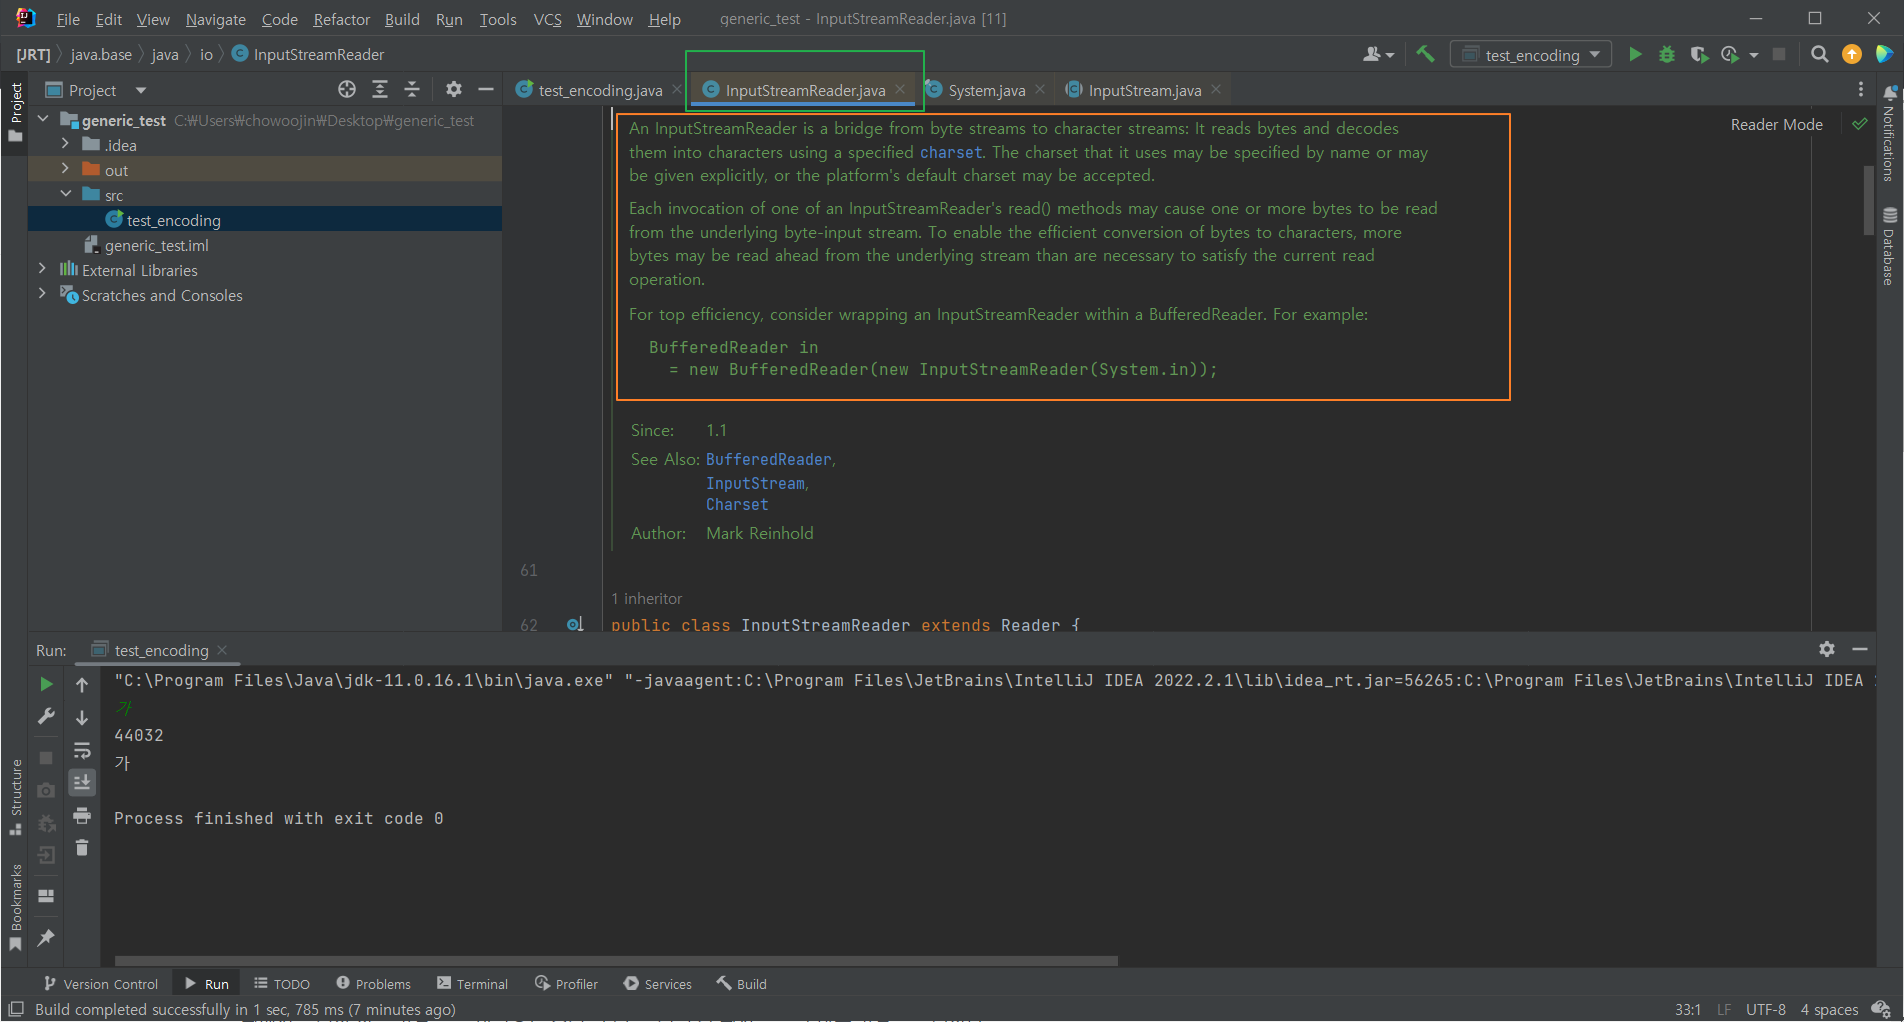 File Edit View Navigate Code Refactor Build Run Tools VCS Window Help generic_test - InputStreamReader.java [11]
[JRT] java.base java io InputStreamReader test_encoding
Project
Project
test_encoding.java InputStreamReader.java System.java InputStream.java
generic_test C:₩Users₩chowoojin₩Desktop₩generic_test
.idea
out
src
test_encoding
generic_test.iml
External Libraries
Scratches and Consoles
Reader Mode
Notifications
Database
An InputStreamReader is a bridge from byte streams to character streams: It reads bytes and decodes
them into characters using a specified charset. The charset that it uses may be specified by name or may
be given explicitly, or the platform's default charset may be accepted.
Each invocation of one of an InputStreamReader's read() methods may cause one or more bytes to be read
from the underlying byte-input stream. To enable the efficient conversion of bytes to characters, more
bytes may be read ahead from the underlying stream than are necessary to satisfy the current read
operation.
For top efficiency, consider wrapping an InputStreamReader within a BufferedReader. For example:
BufferedReader in
= new BufferedReader(new InputStreamReader(System.in));
Since: 1.1
See Also: BufferedReader,
InputStream,
Charset
Author: Mark Reinhold
61
1 inheritor
62 public class InputStreamReader extends Reader {
Run: test_encoding
"C:\Program Files\Java\jdk-11.0.16.1\bin\java.exe" "-javaagent:C:\Program Files\JetBrains\IntelliJ IDEA 2022.2.1\lib\idea_rt.jar=56265:C:\Program Files\JetBrains\IntelliJ IDEA
가
44032
가
Process finished with exit code 0
Structure
Bookmarks
Version Control Run TODO Problems Terminal Profiler Services Build
Build completed successfully in 1 sec, 785 ms (7 minutes ago) 33:1 LF UTF-8 4 spaces